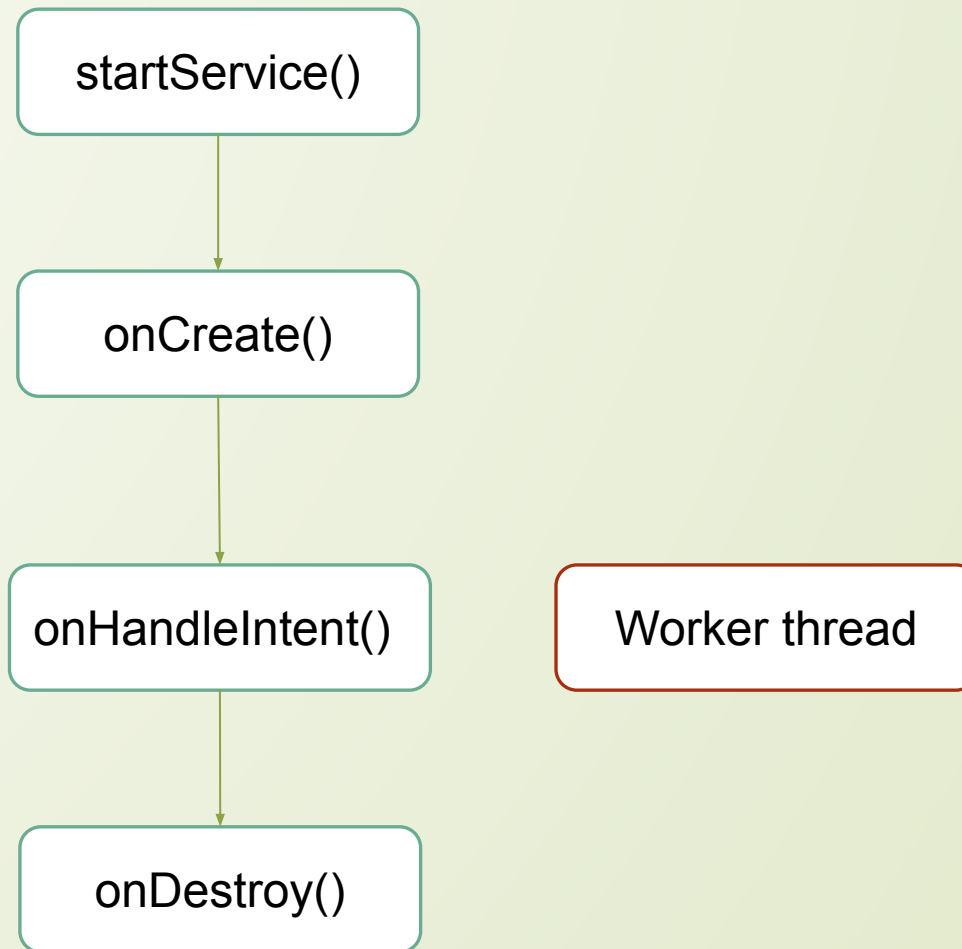 startService()
onCreate()
onHandleIntent()
Worker thread
onDestroy()